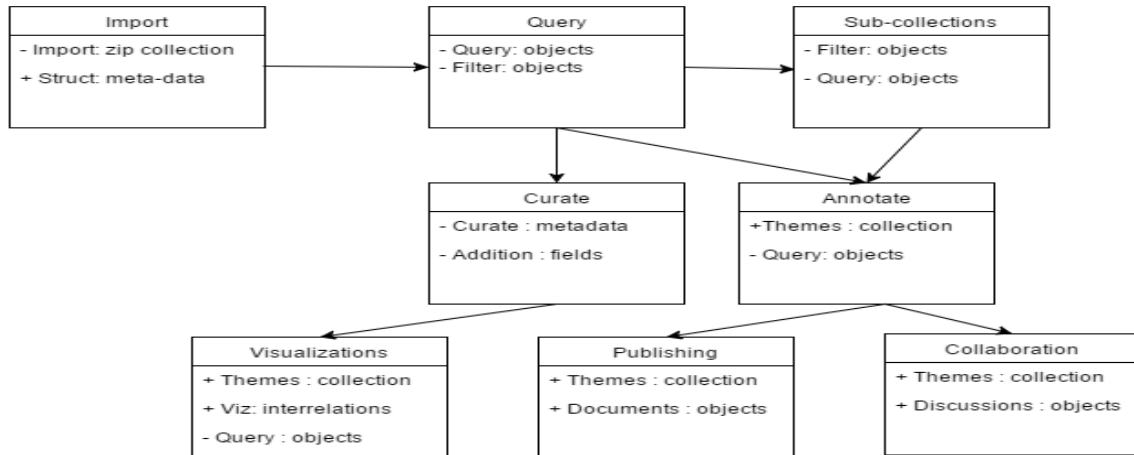 Import
- Import: zip collection
+ Struct: meta-data
Query
- Query: objects
- Filter: objects
Sub-collections
- Filter: objects
- Query: objects
Curate
- Curate : metadata
- Addition : fields
Annotate
+Themes : collection
- Query: objects
Visualizations
+ Themes : collection
+ Viz: interrelations
- Query : objects
Publishing
+ Themes : collection
+ Documents : objects
Collaboration
+ Themes : collection
+ Discussions : objects